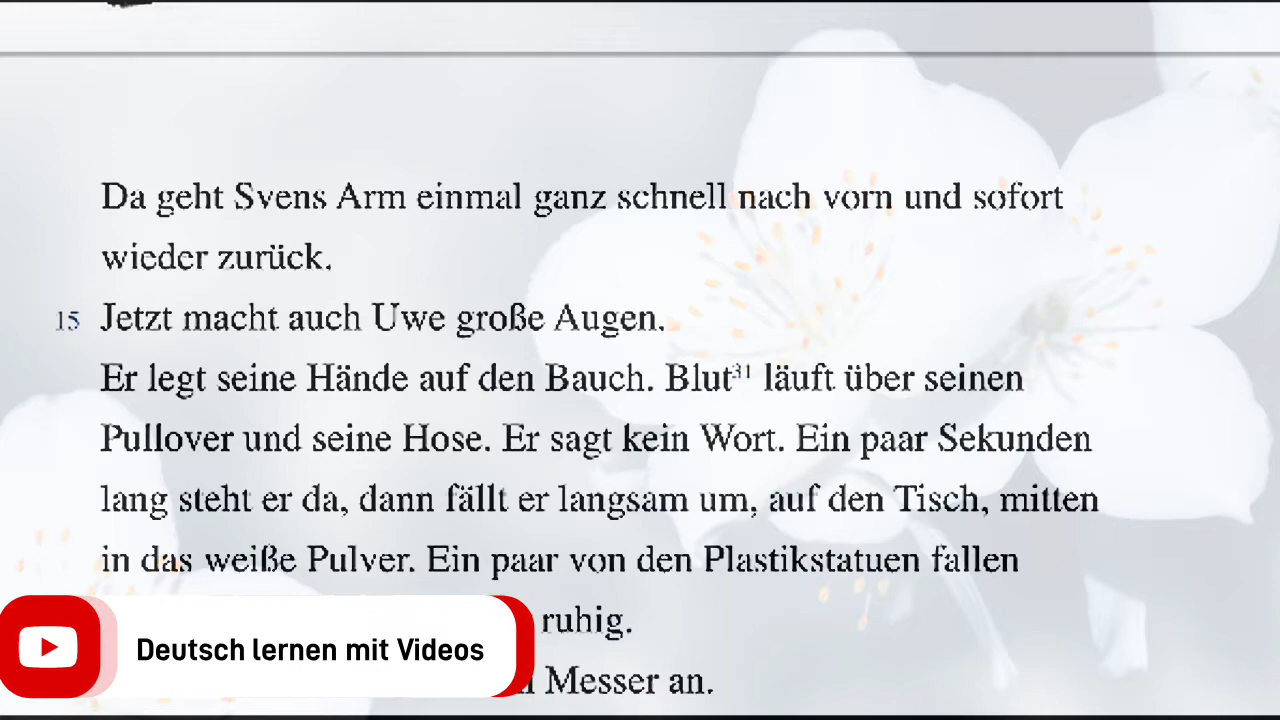 Da geht Svens Arm einmal ganz schnell nach vorn und sofort
wieder zurück.
15 Jetzt macht auch Uwe große Augen.
Er legt seine Hände auf den Bauch. Blut³¹ läuft über seinen
Pullover und seine Hose. Er sagt kein Wort. Ein paar Sekunden
lang steht er da, dann fällt er langsam um, auf den Tisch, mitten
in das weiße Pulver. Ein paar von den Plastikstatuen fallen
ruhig.
Messer an.
Deutsch lernen mit Videos